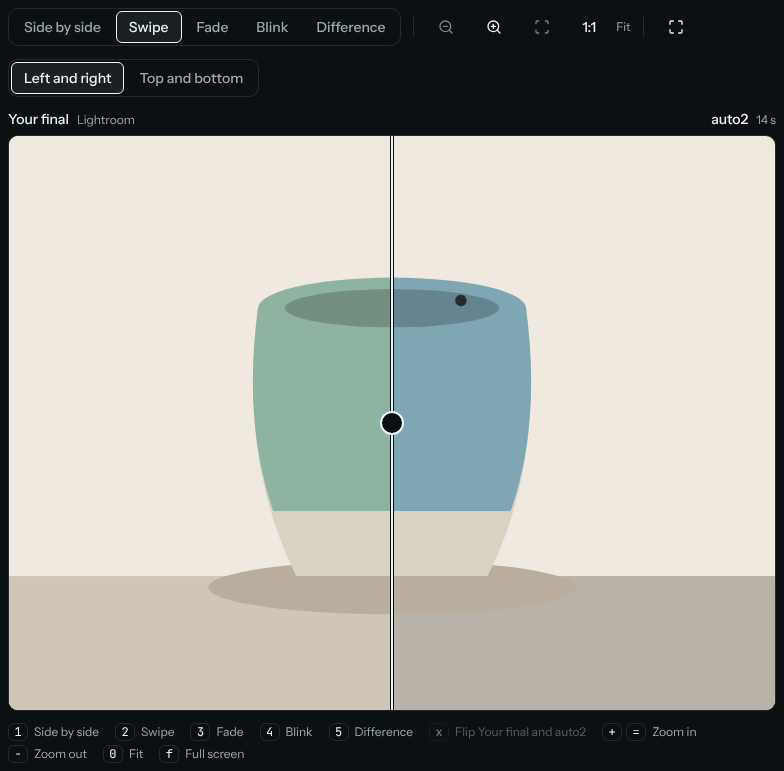 Side by side Swipe Fade Blink Difference 1:1 Fit
Left and right Top and bottom
Your final Lightroom auto2 14 s
1 Side by side 2 Swipe 3 Fade 4 Blink 5 Difference x Flip Your final and auto2 + = Zoom in
- Zoom out 0 Fit f Full screen